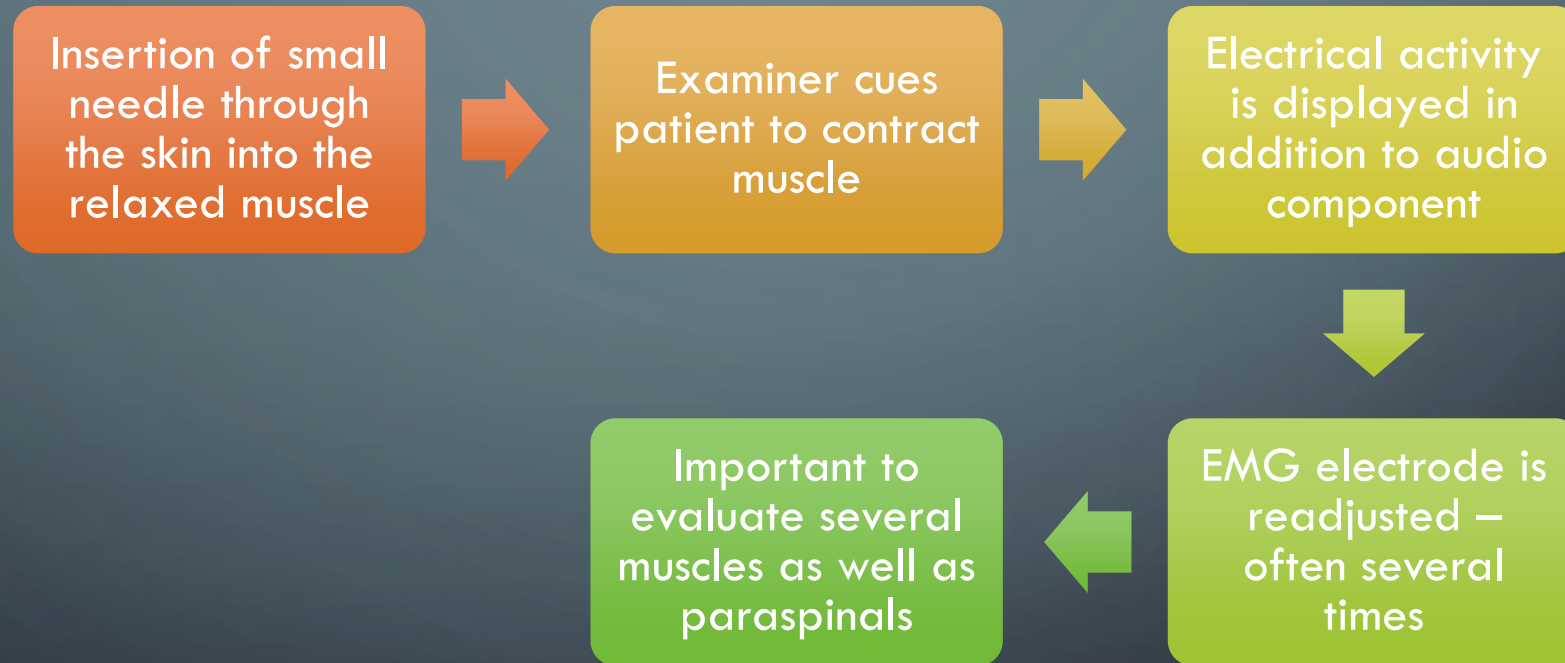 Insertion of small
needle through
the skin into the
relaxed muscle
Examiner cues
patient to contract
muscle
Electrical activity
is displayed in
addition to audio
component
EMG electrode is
readjusted –
often several
times
Important to
evaluate several
muscles as well as
paraspinals